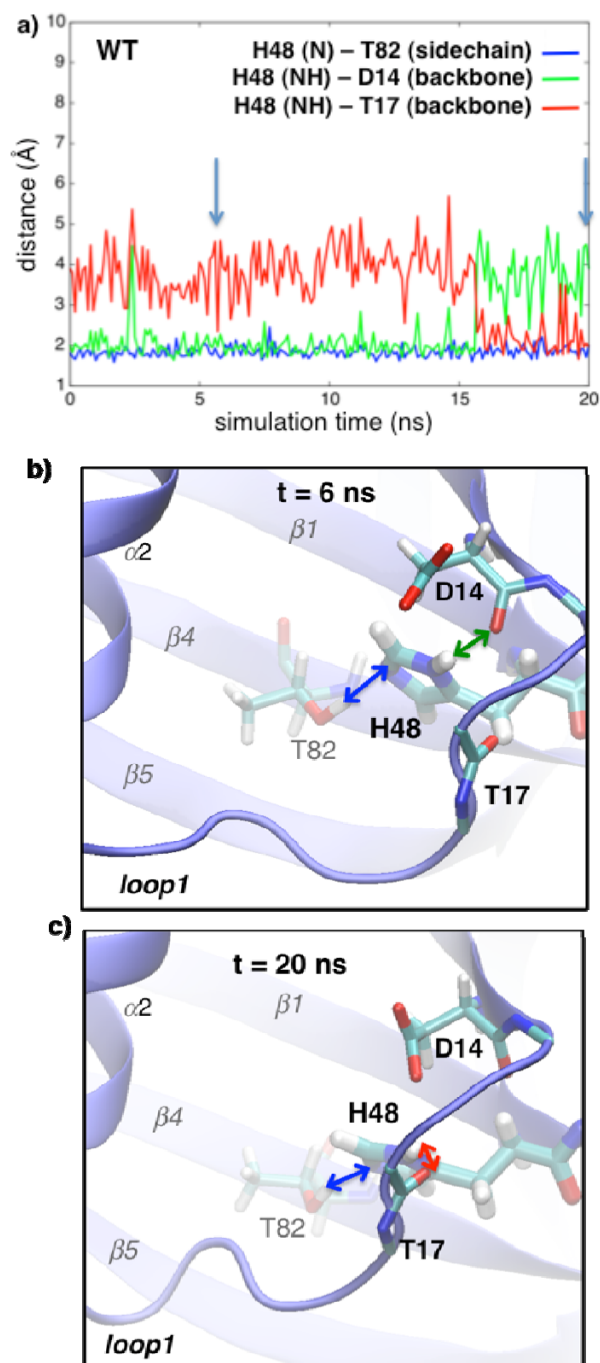 a)
WT
H48 (N) – T82 (sidechain)
H48 (NH) – D14 (backbone)
H48 (NH) – T17 (backbone)
distance (Å)
10
9
8
7
6
5
4
3
2
1
0
5
10
15
20
simulation time (ns)
b)
t = 6 ns
β1
α2
D14
β4
H48
T82
T17
β5
loop1
c)
t = 20 ns
α2
β1
D14
H48
β4
T82
T17
β5
loop1